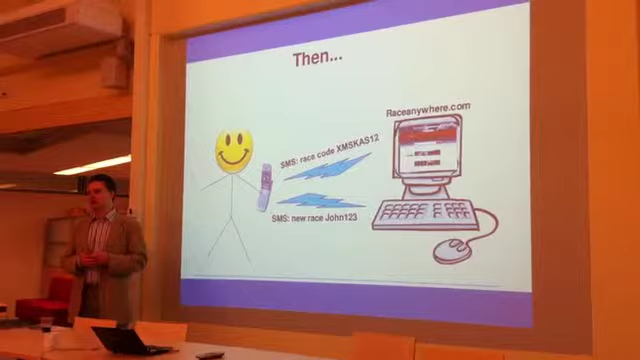 Then...
Raceanywhere.com
SMS: race code XMSKAS12
SMS: new race John123